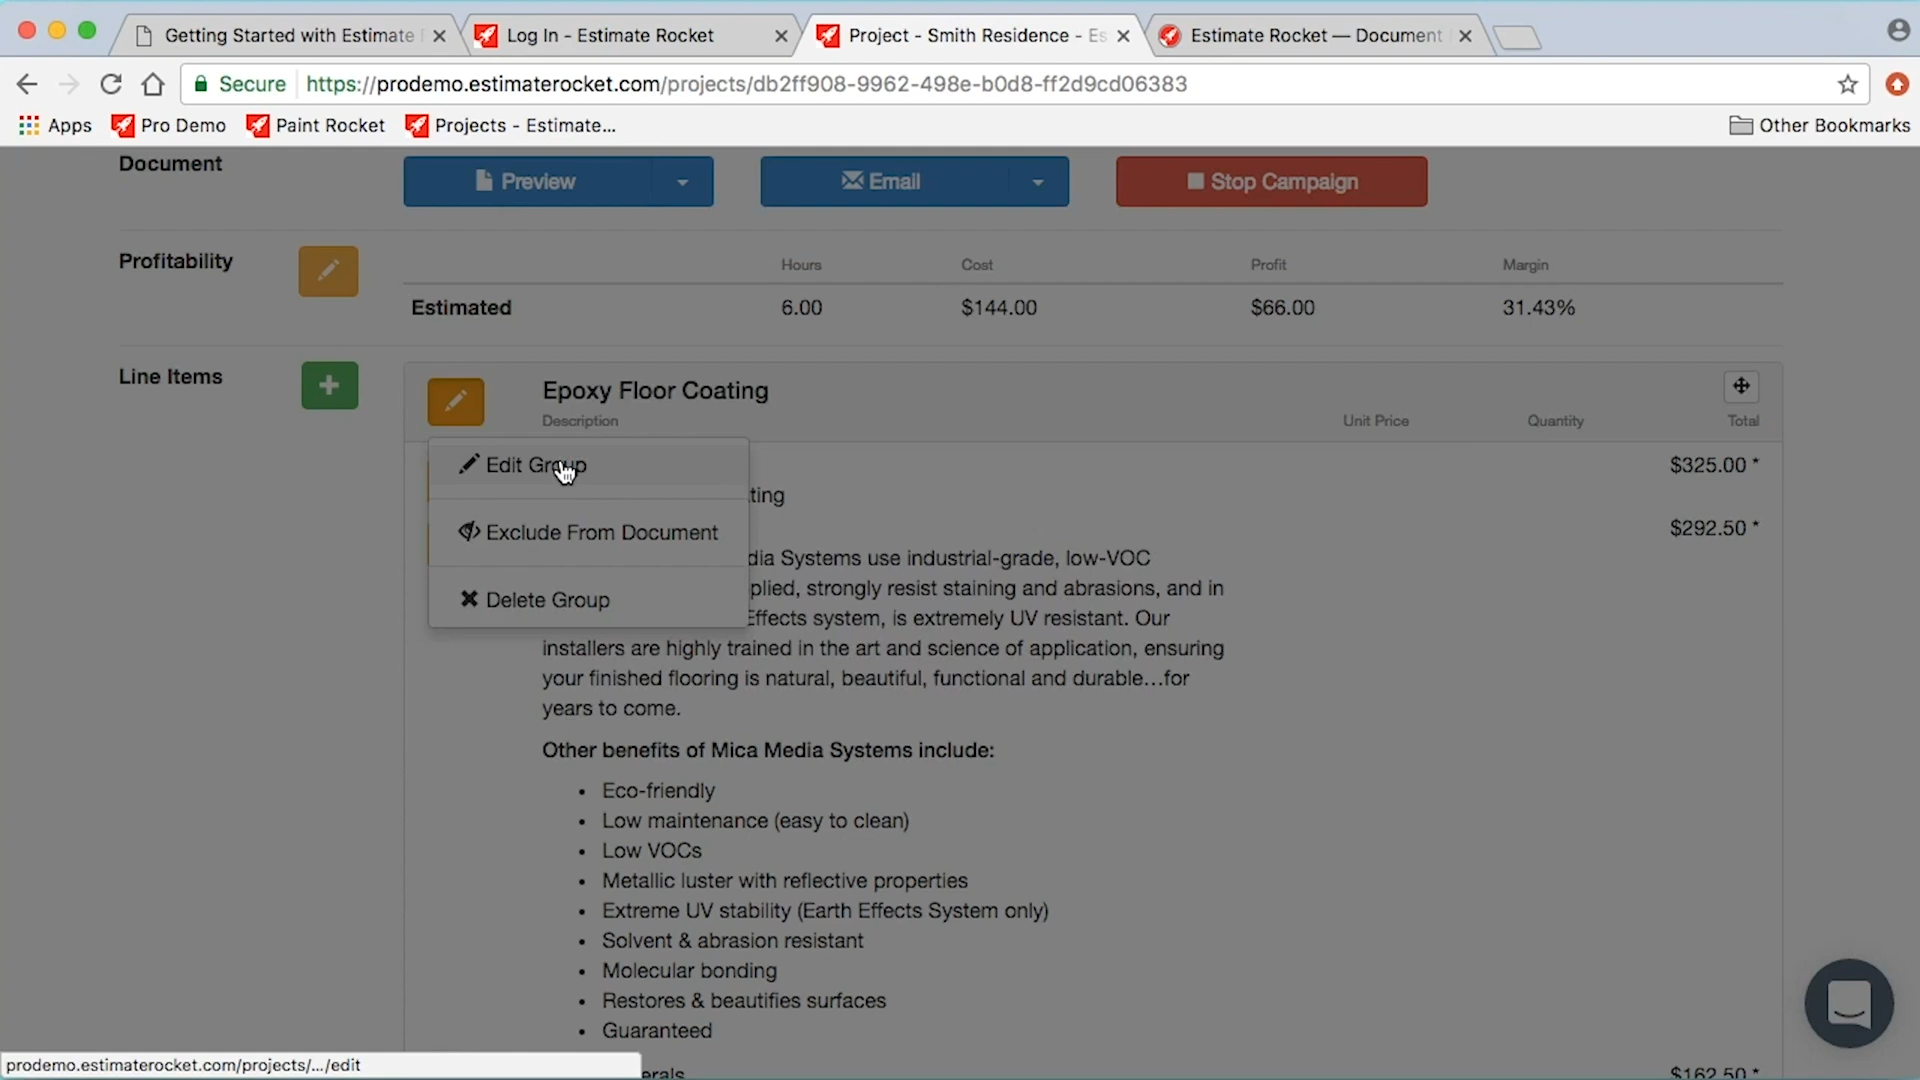 Getting Started with Estimate
Log In - Estimate Rocket
Project - Smith Residence - Es
Estimate Rocket — Document
Secure https://prodemo.estimaterocket.com/projects/db2ff908-9962-498e-b0d8-ff2d9cd06383
Apps Pro Demo Paint Rocket Projects - Estimate... Other Bookmarks
Document Preview Email Stop Campaign
Profitability Hours Cost Profit Margin
Estimated 6.00 $144.00 $66.00 31.43%
Line Items Epoxy Floor Coating
Description Unit Price Quantity Total
Edit Group $325.00 *
ting
Exclude From Document $292.50 *
dia Systems use industrial-grade, low-VOC
plied, strongly resist staining and abrasions, and in
Delete Group
Effects system, is extremely UV resistant. Our
installers are highly trained in the art and science of application, ensuring
your finished flooring is natural, beautiful, functional and durable...for
years to come.
Other benefits of Mica Media Systems include:
• Eco-friendly
• Low maintenance (easy to clean)
• Low VOCs
• Metallic luster with reflective properties
• Extreme UV stability (Earth Effects System only)
• Solvent & abrasion resistant
• Molecular bonding
• Restores & beautifies surfaces
• Guaranteed
prodemo.estimaterocket.com/projects/.../edit
erals $162.50 *